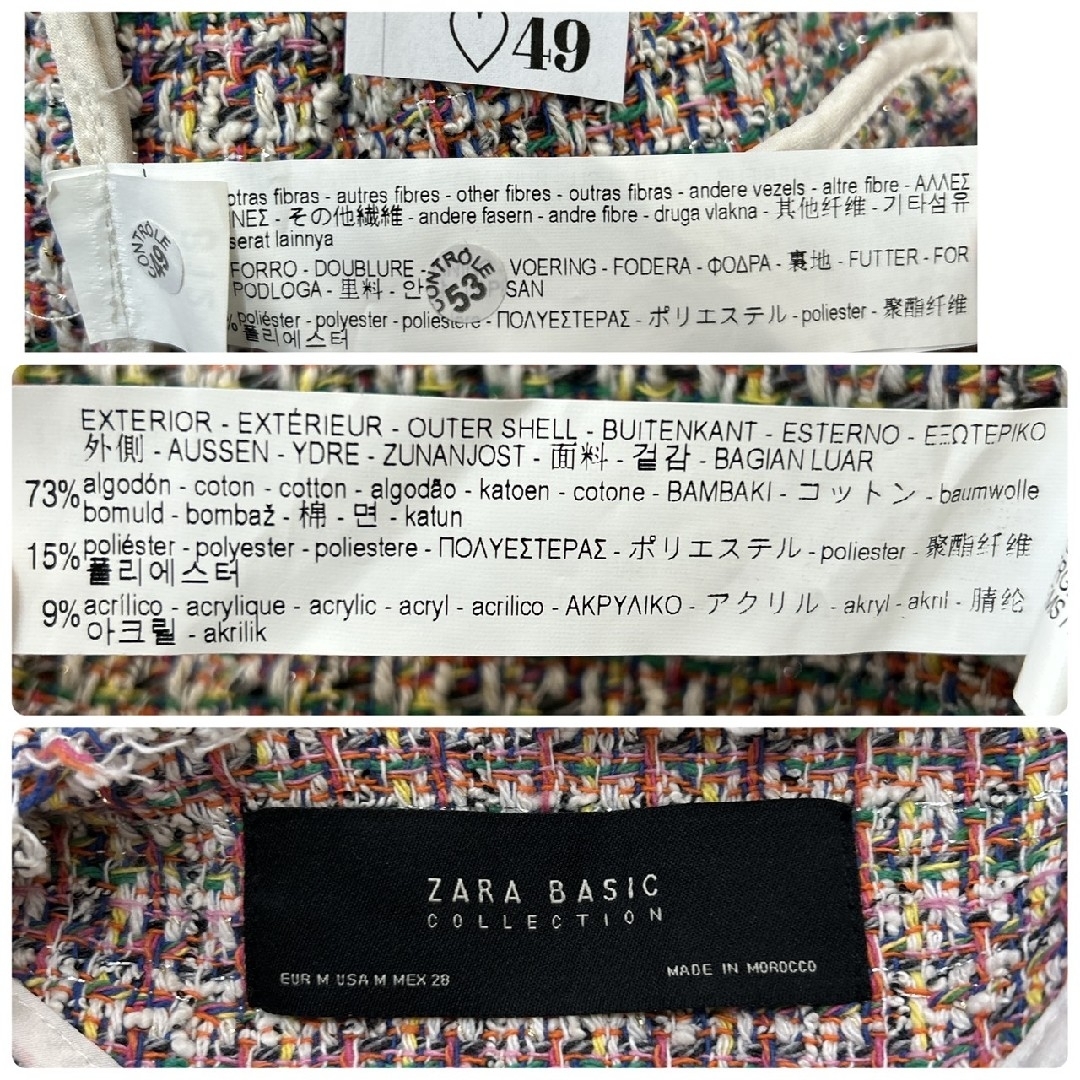 ♡49
otras fibras - autres fibres - other fibres - outras fibras - andere vezels - altre fibre - ΑΛΛΕΣ
ΝΕΣ - その他繊維 - andere fasern - andre fibre - druga vlakna - 其他纤维 - 기타섬유
serat lainnya
CONTRÔLE 49
FORRO - DOUBLURE - VOERING - FODERA - ΦΟΔΡΑ - 裏地 - FUTTER - FOR
PODLOGA - 里料 - 안
SAN
CONTRÔLE 53
% poliéster - polyester - poliestere - ΠΟΛΥΕΣΤΕΡΑΣ - ポリエステル - poliester - 聚酯纤维
폴리에스터
EXTERIOR - EXTÉRIEUR - OUTER SHELL - BUITENKANT - ESTERNO - ΕΞΩΤΕΡΙΚΟ
外側 - AUSSEN - YDRE - ZUNANJOST - 面料 - 겉감 - BAGIAN LUAR
73% algodón - coton - cotton - algodão - katoen - cotone - BAMBAKI - コットン - baumwolle
bomuld - bombaž - 棉 - 면 - katun
15% poliéster - polyester - poliestere - ΠΟΛΥΕΣΤΕΡΑΣ - ポリエステル - poliester - 聚酯纤维
폴리에스터
9% acrílico - acrylique - acrylic - acryl - acrilico - ΑΚΡΥΛΙΚΟ - アクリル - akryl - akril - 腈纶
아크릴 - akrilik
ZARA BASIC
COLLECTION
EUR M USA M MEX 28
MADE IN MOROCCO